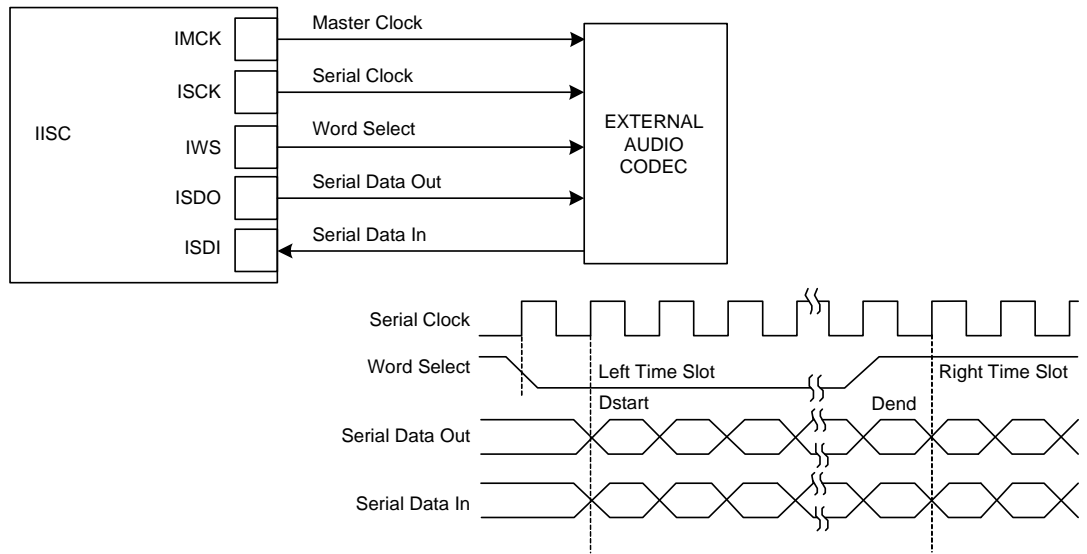 IISC
IMCK
Master Clock
ISCK
Serial Clock
IWS
Word Select
ISDO
Serial Data Out
ISDI
Serial Data In
EXTERNAL
AUDIO
CODEC
Serial Clock
Word Select
Left Time Slot
Right Time Slot
Dstart
Dend
Serial Data Out
Serial Data In